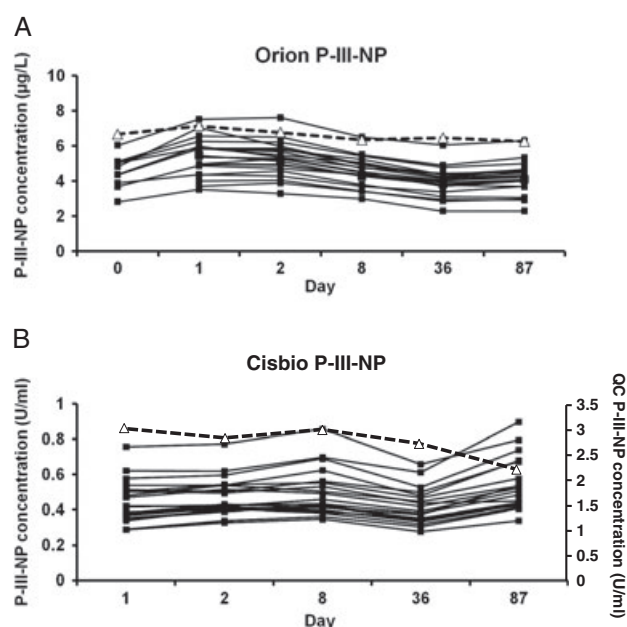 A
Orion P-III-NP
P-III-NP concentration (µg/L)
10
8
6
4
2
0
0 1 2 8 36 87
Day
B
Cisbio P-III-NP
P-III-NP concentration (U/ml)
1
0.8
0.6
0.4
0.2
0
3.5
3
2.5
2
1.5
1
0.5
0
QC P-III-NP
concentration (U/ml)
1 2 8 36 87
Day